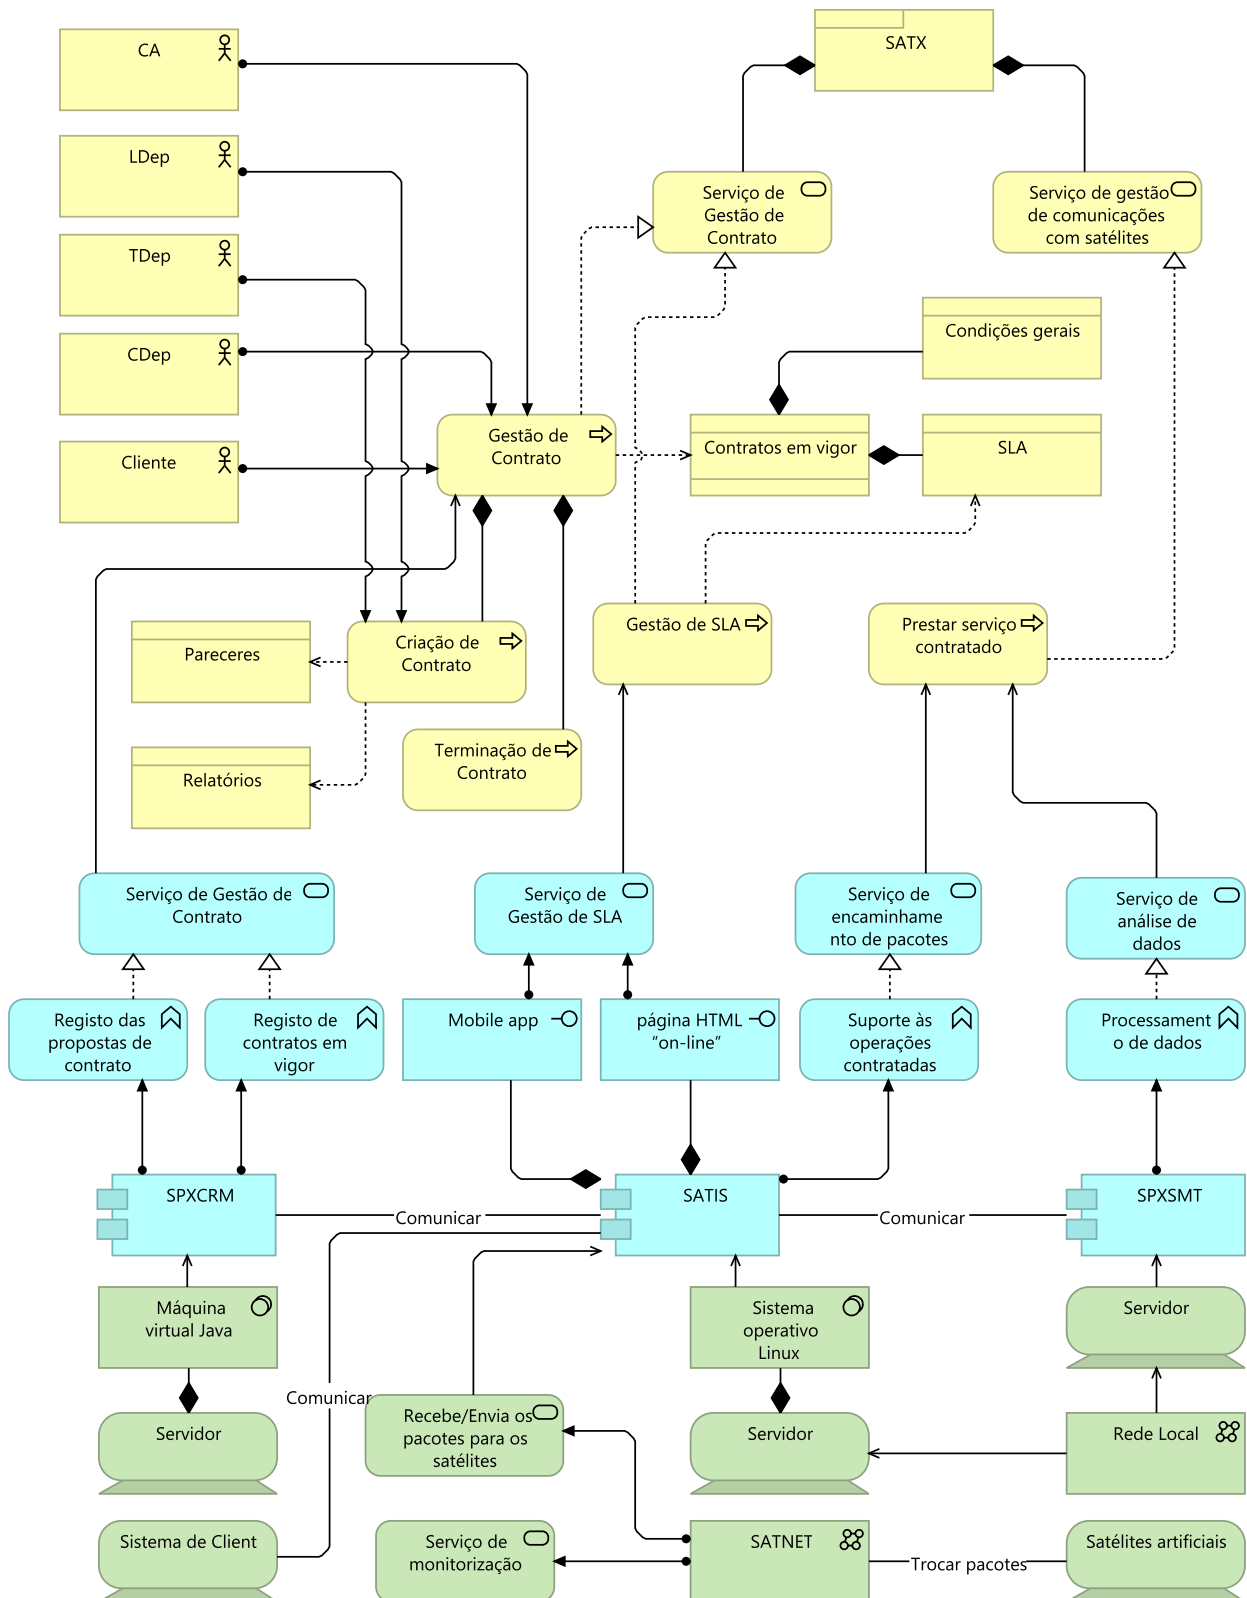 CA
SATX
LDep
Serviço de
Gestão de
Contrato
Serviço de gestão
de comunicações
com satélites
TDep
Condições gerais
CDep
Cliente
Gestão de
Contrato
Contratos em vigor
SLA
Pareceres
Criação de
Contrato
Gestão de SLA
Prestar serviço
contratado
Relatórios
Terminação de
Contrato
Serviço de Gestão de
Contrato
Serviço de
Gestão de SLA
Serviço de
encaminhame
nto de pacotes
Serviço de
análise de
dados
Registo das
propostas de
contrato
Registo de
contratos em
vigor
Mobile app
página HTML
“on-line”
Suporte às
operações
contratadas
Processament
o de dados
SPXCRM
Comunicar
SATIS
Comunicar
SPXSMT
Máquina
virtual Java
Sistema
operativo
Linux
Servidor
Comunicar
Servidor
Recebe/Envia os
pacotes para os
satélites
Servidor
Rede Local
Sistema de Client
Serviço de
monitorização
SATNET
Trocar pacotes
Satélites artificiais